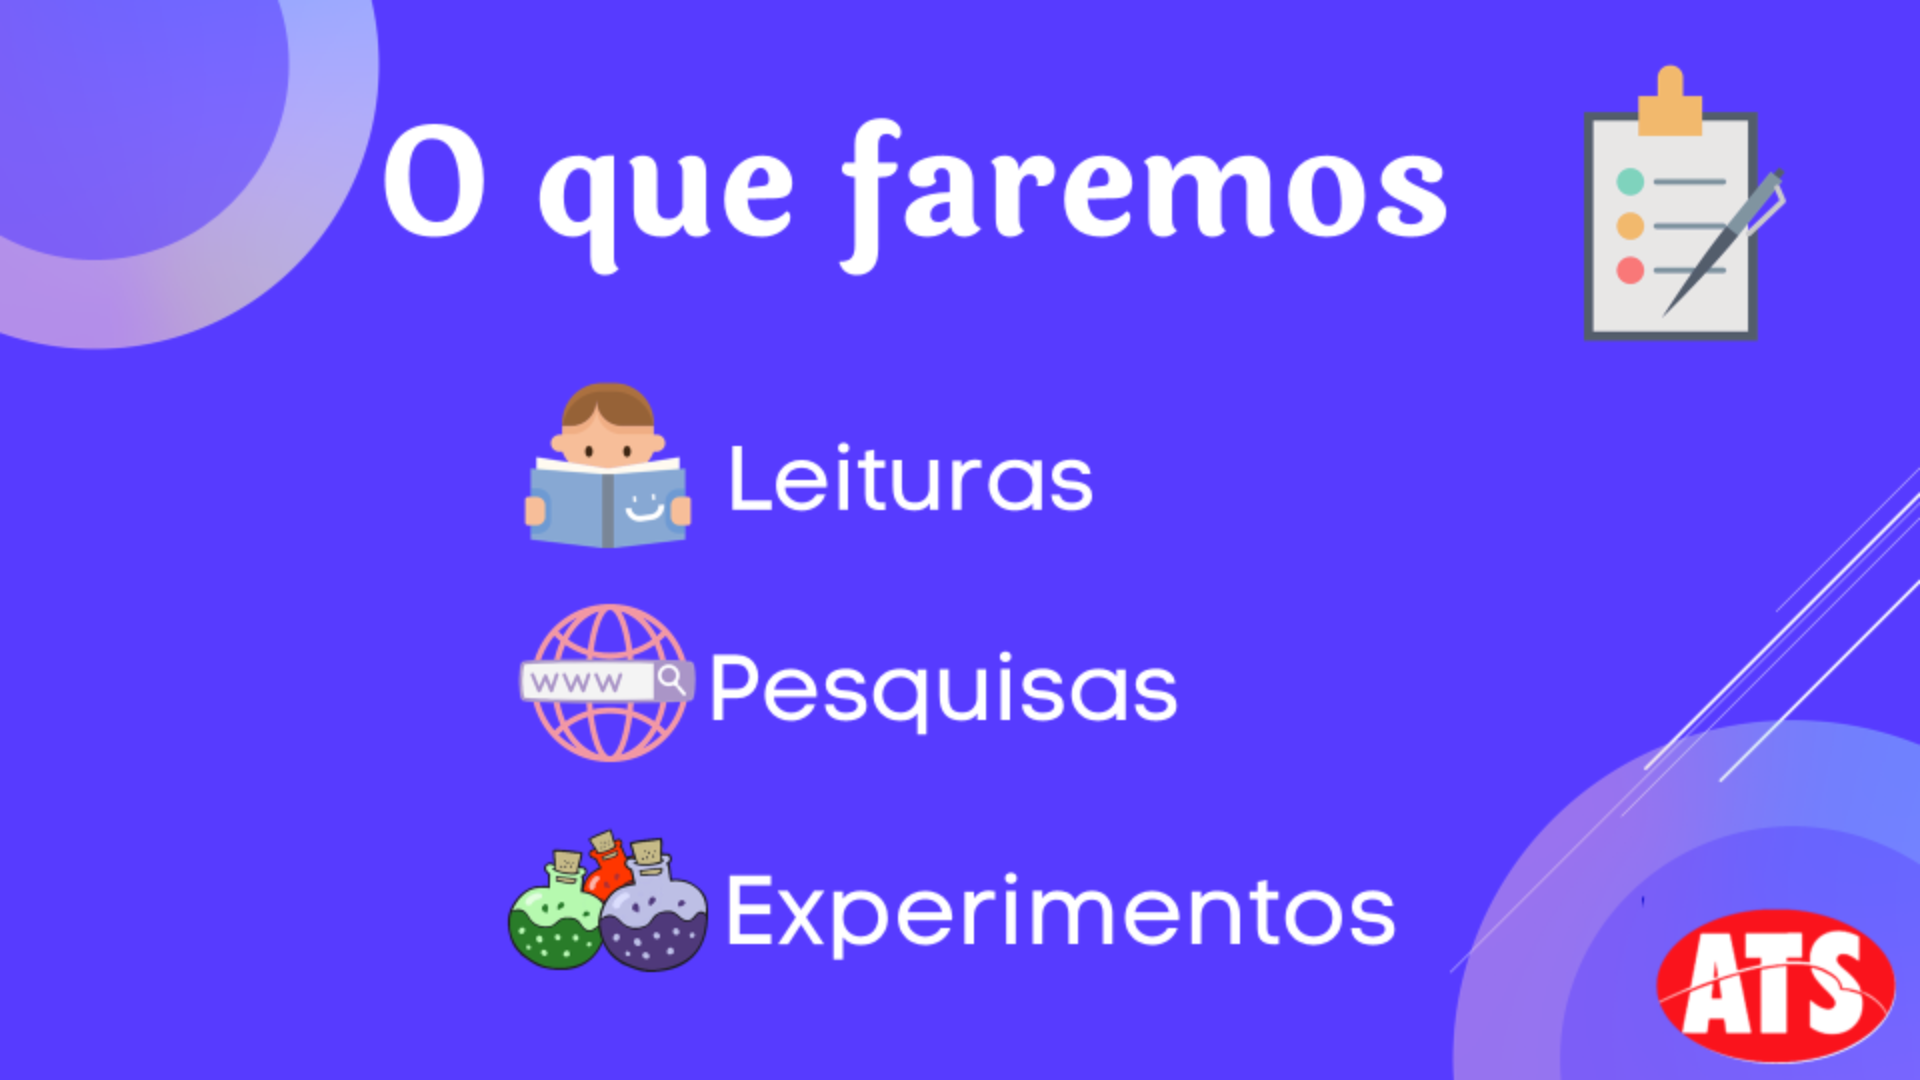 O que faremos
Leituras
www
Pesquisas
Experimentos
ATS